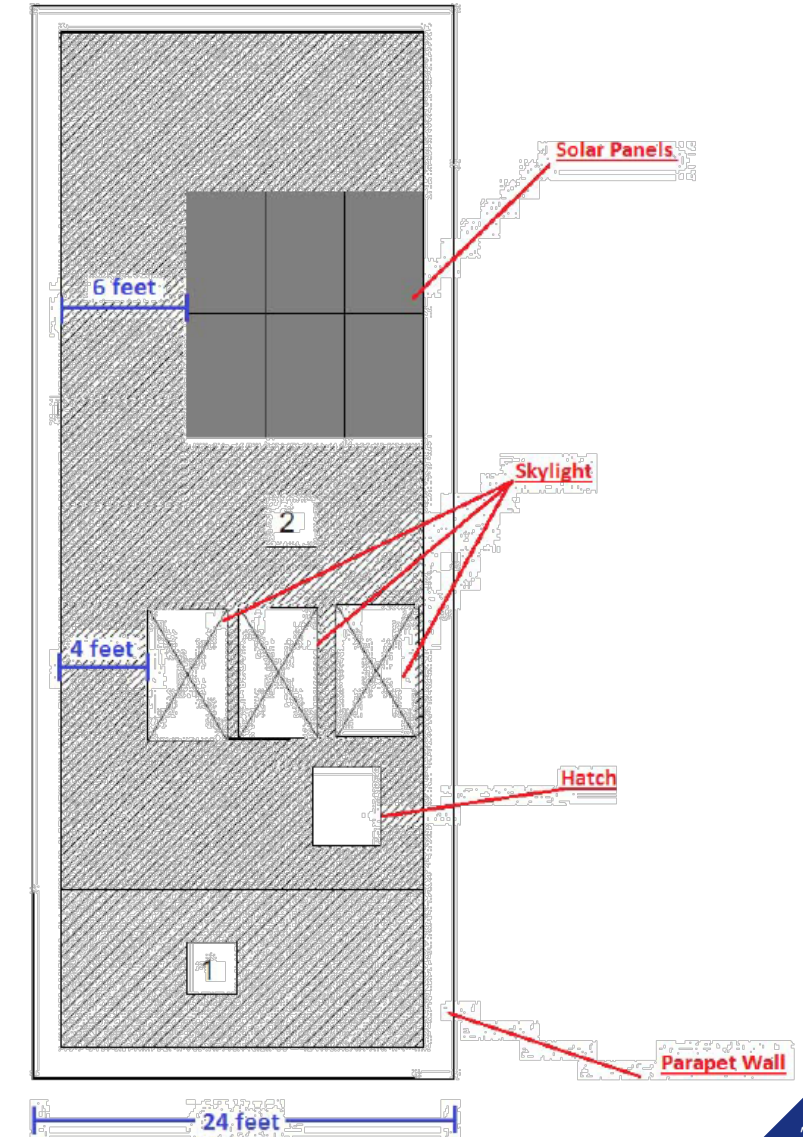 Solar Panels
6 feet
Skylight
2
4 feet
Hatch
1
Parapet Wall
24 feet